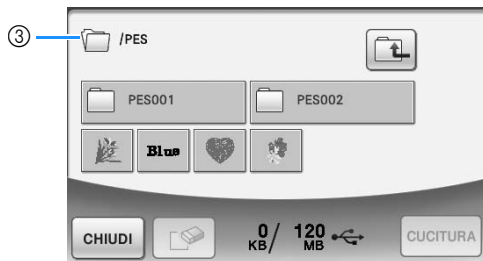 ③
/PES
PES001 PES002
Blue
CHIUDI 0 KB / 120 MB CUCITURA